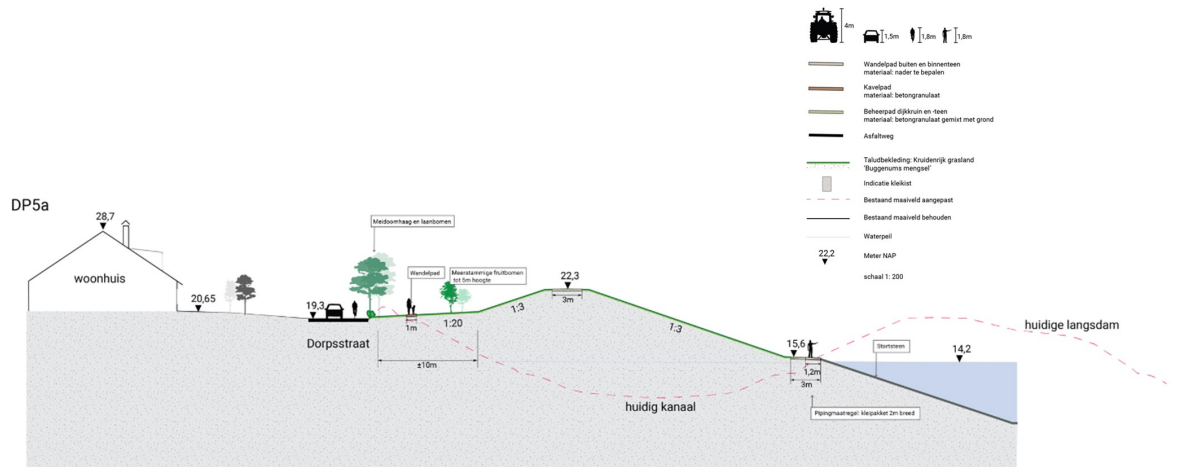 4m
1,5m
1,8m
1,8m
Wandelpad buiten en binnenteen
materiaal: nader te bepalen
Kavelpad
materiaal: betongranulaat
Beheerpad dijkkruin en -teen
materiaal: betongranulaat gemixt met grond
Asfaltweg
Taludbekleding: Kruidenrijk grasland
'Buggenums mengsel'
Indicatie kleikist
Bestaand maaiveld aangepast
Bestaand maaiveld behouden
Waterpeil
22,2
Meter NAP
schaal 1: 200
DP5a
28,7
woonhuis
20,65
19,3
Dorpsstraat
Meidoornhaag en laanbomen
Wandelpad
Meerstammige fruitbomen
tot 5m hoogte
1m
1:20
±10m
1:3
22,3
3m
1:3
huidig kanaal
15,6
1,2m
3m
Pipingmaatregel: kleipakket 2m breed
Stortsteen
14,2
huidige langsdam